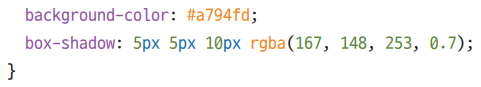 background-color: #a794fd;
box-shadow: 5px 5px 10px rgba(167, 148, 253, 0.7);
}